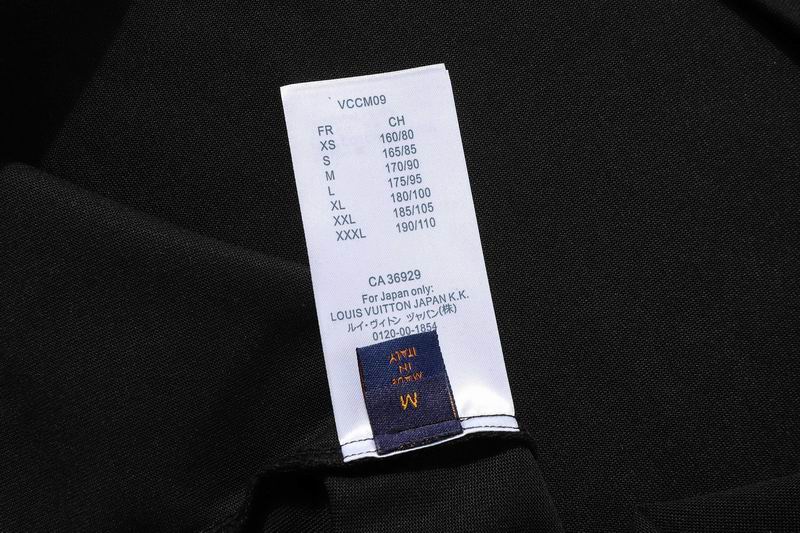 VCCM09
FR CH
XS 160/80
S 165/85
M 170/90
L 175/95
XL 180/100
XXL 185/105
XXXL 190/110
CA 36929
For Japan only:
LOUIS VUITTON JAPAN K.K.
ルイ・ヴィトン ジャパン(株)
0120-00-1854
M
MADE
IN
ITALY